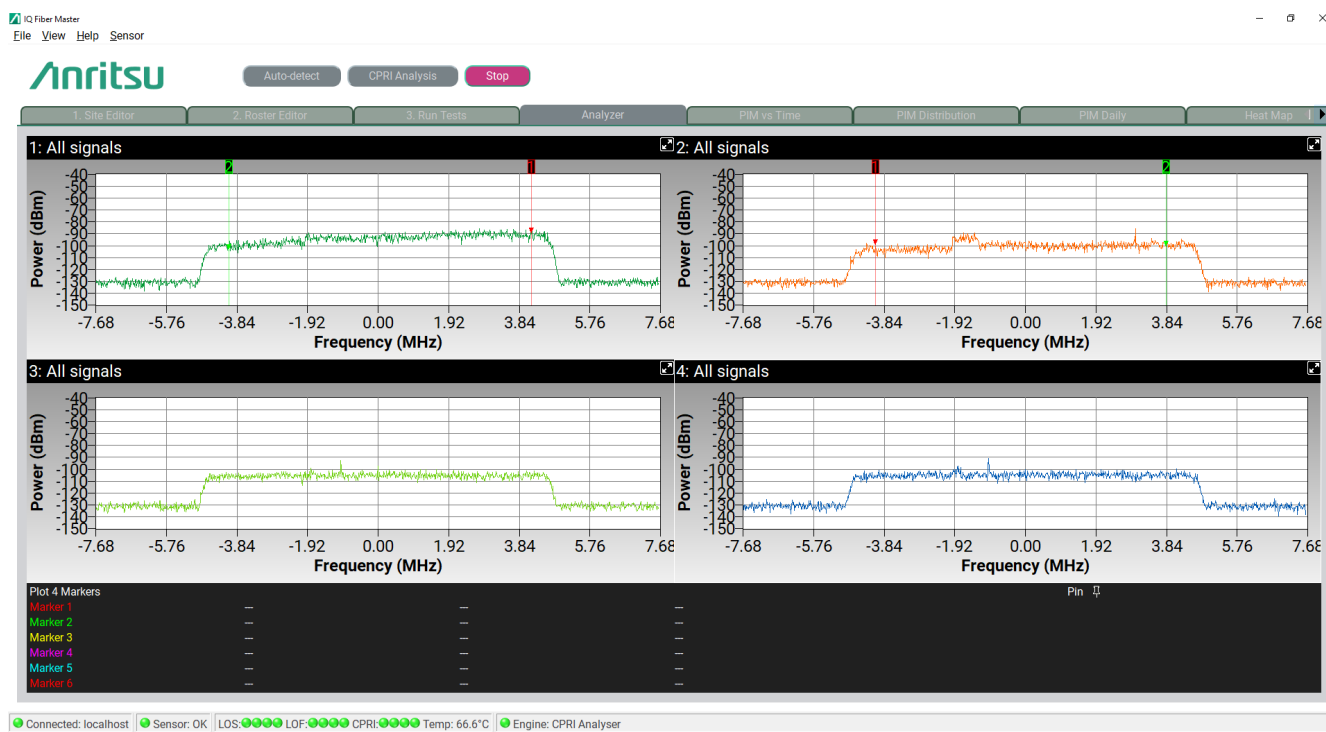 IQ Fiber Master
File View Help Sensor
Anritsu
Auto-detect CPRI Analysis Stop
1. Site Editor 2. Roster Editor 3. Run Tests Analyzer PIM vs Time PIM Distribution PIM Daily Heat Map
1: All signals
2 1
Power (dBm)
-40
-50
-60
-70
-80
-90
-100
-110
-120
-130
-140
-150
-7.68 -5.76 -3.84 -1.92 0.00 1.92 3.84 5.76 7.68
Frequency (MHz)
2: All signals
1 2
Power (dBm)
-40
-50
-60
-70
-80
-90
-100
-110
-120
-130
-140
-150
-7.68 -5.76 -3.84 -1.92 0.00 1.92 3.84 5.76 7.68
Frequency (MHz)
3: All signals
Power (dBm)
-40
-50
-60
-70
-80
-90
-100
-110
-120
-130
-140
-150
-7.68 -5.76 -3.84 -1.92 0.00 1.92 3.84 5.76 7.68
Frequency (MHz)
4: All signals
Power (dBm)
-40
-50
-60
-70
-80
-90
-100
-110
-120
-130
-140
-150
-7.68 -5.76 -3.84 -1.92 0.00 1.92 3.84 5.76 7.68
Frequency (MHz)
Plot 4 Markers Pin
Marker 1 --- --- ---
Marker 2 --- --- ---
Marker 3 --- --- ---
Marker 4 --- --- ---
Marker 5 --- --- ---
Marker 6 --- --- ---
Connected: localhost Sensor: OK LOS: LOF: CPRI: Temp: 66.6°C Engine: CPRI Analyser